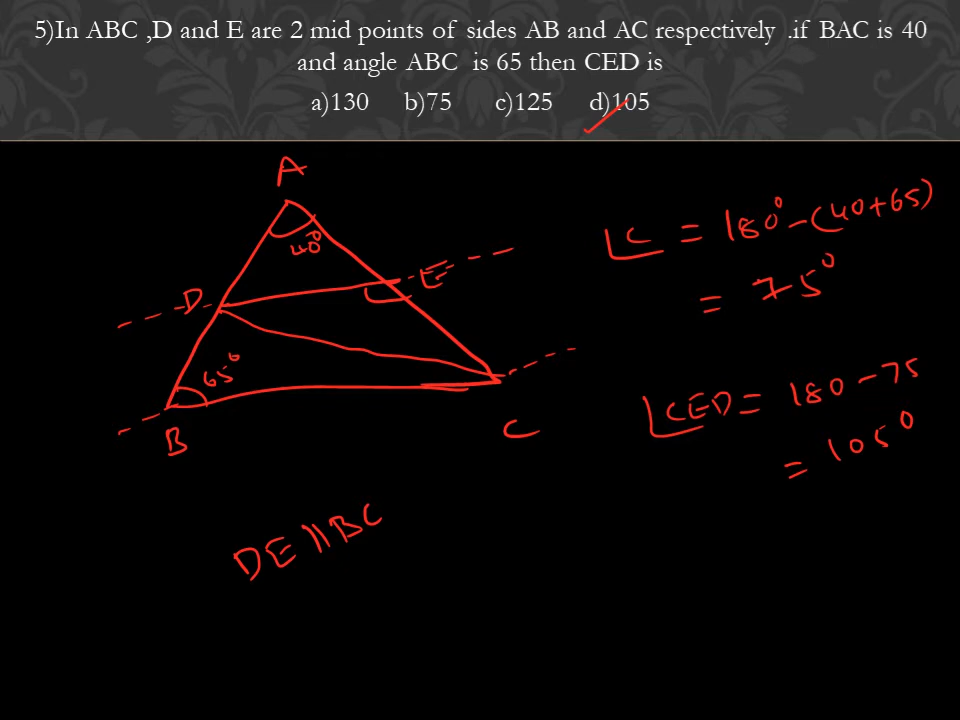 5)In ABC ,D and E are 2 mid points of sides AB and AC respectively .if BAC is 40
and angle ABC is 65 then CED is
a)130 b)75 c)125 d)105
A
40°
D
E
65°
B
C
DE || BC
∠C = 180° - (40+65)
= 75°
∠CED = 180 - 75
= 105°